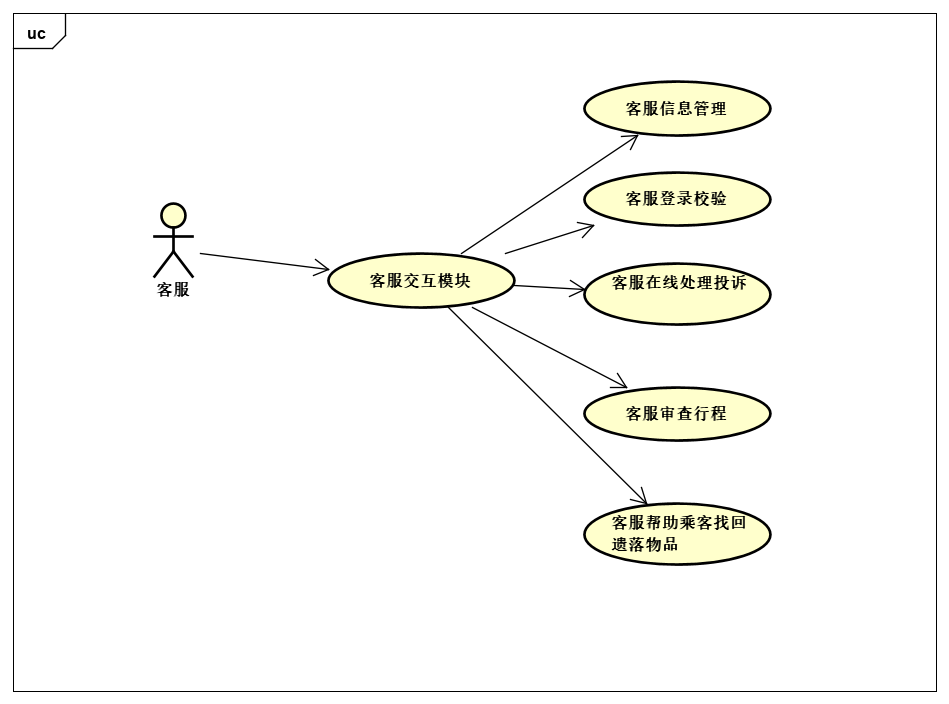 uc
客服信息管理
客服登录校验
客服
客服交互模块
客服在线处理投诉
客服审查行程
客服帮助乘客找回
遗落物品